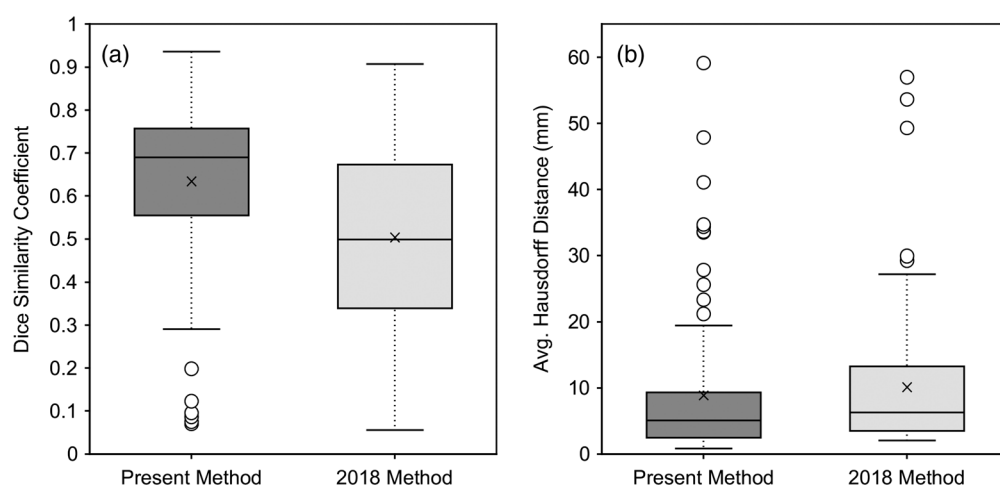 (a)
Dice Similarity Coefficient
1
0.9
0.8
0.7
0.6
0.5
0.4
0.3
0.2
0.1
0
Present Method
2018 Method
(b)
Avg. Hausdorff Distance (mm)
60
50
40
30
20
10
0
Present Method
2018 Method